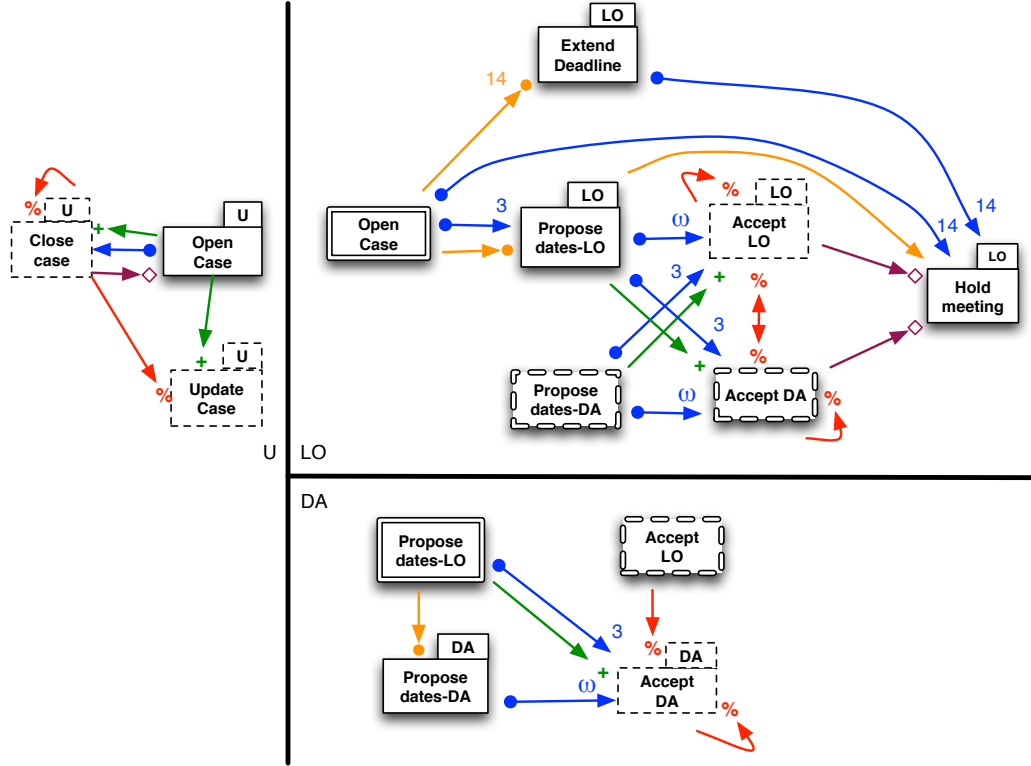 U
%
Close
case
+
U
Open
Case
+
U
%
Update
Case
U
LO
LO
Extend
Deadline
14
Open
Case
3
LO
Propose
dates-LO
ω
%
LO
Accept
LO
14
14
LO
Hold
meeting
3
+
%
3
+
%
Propose
dates-DA
ω
Accept DA
%
DA
Propose
dates-LO
Accept
LO
3
%
+
DA
Propose
dates-DA
ω
DA
Accept
DA
%